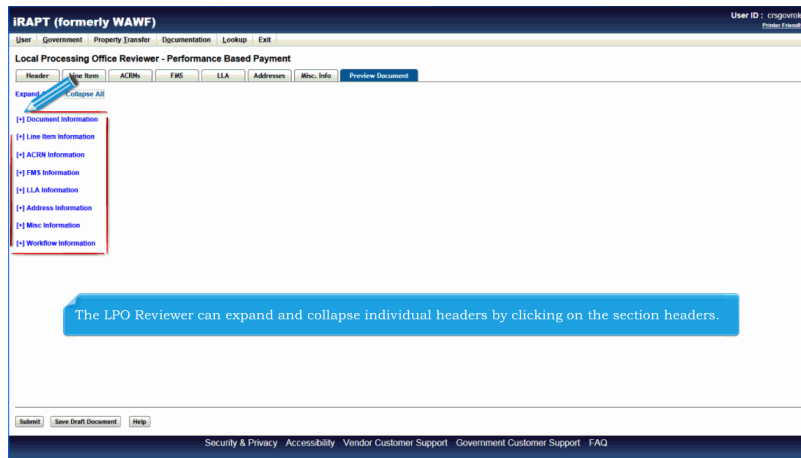 iRAPT (formerly WAWF)
User ID : crsgovrole
Printer Friendly
User Government Property Transfer Documentation Lookup Exit
Local Processing Office Reviewer - Performance Based Payment
Header Line Item ACRNs FMS LLA Addresses Misc. Info Preview Document
Expand Collapse All
[+] Document Information
[+] Line Item Information
[+] ACRN Information
[+] FMS Information
[+] LLA Information
[+] Address Information
[+] Misc Information
[+] Workflow Information
The LPO Reviewer can expand and collapse individual headers by clicking on the section headers.
Submit Save Draft Document Help
Security & Privacy Accessibility Vendor Customer Support Government Customer Support FAQ